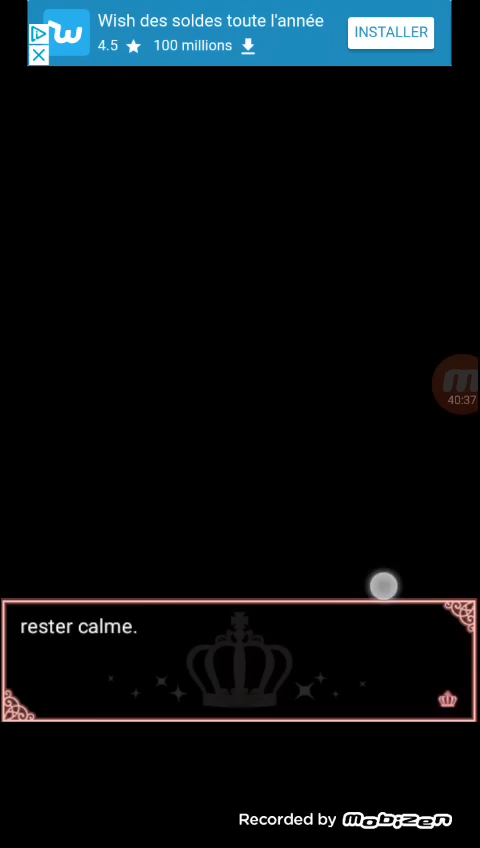 Wish des soldes toute l'année
4.5 100 millions
INSTALLER
40:37
rester calme.
Recorded by Mobizen